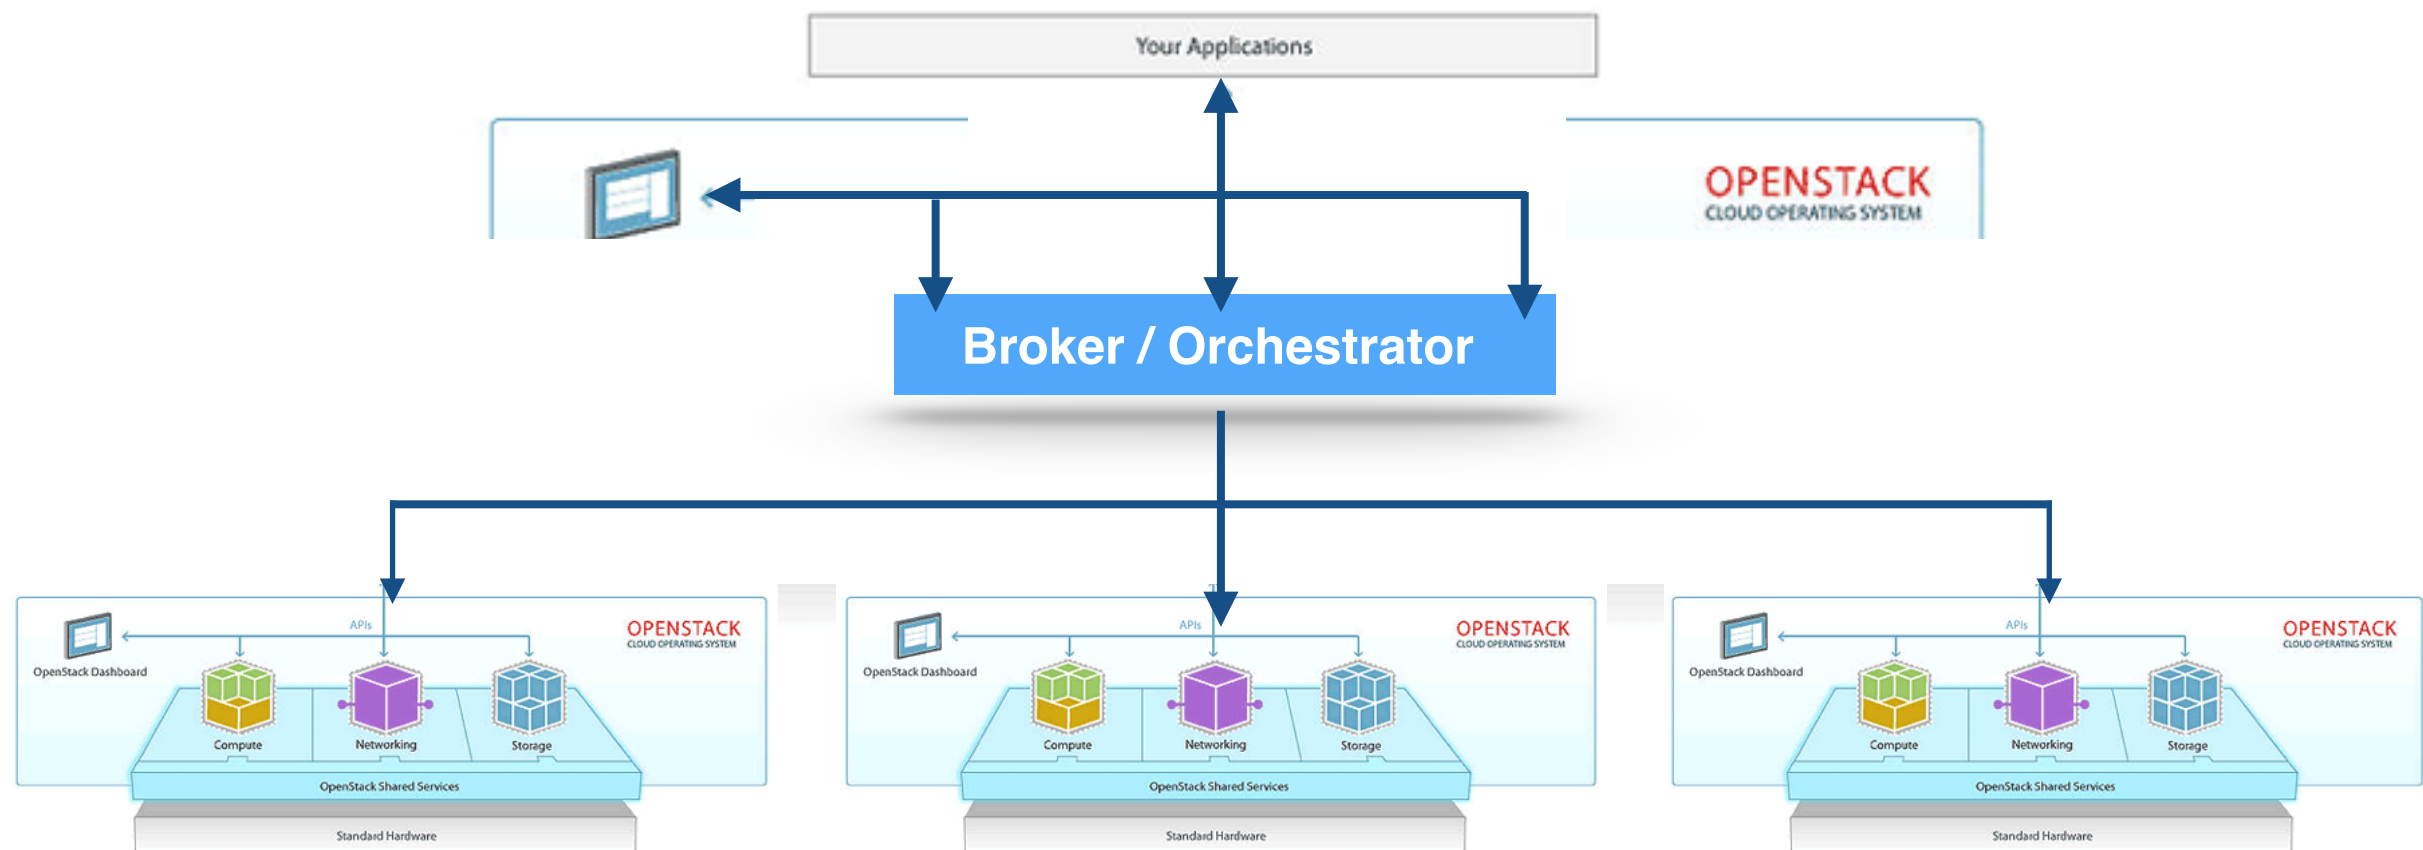 Your Applications
OPENSTACK
CLOUD OPERATING SYSTEM
Broker / Orchestrator
APIs
OPENSTACK
CLOUD OPERATING SYSTEM
OpenStack Dashboard
Compute
Networking
Storage
OpenStack Shared Services
Standard Hardware
APIs
OPENSTACK
CLOUD OPERATING SYSTEM
OpenStack Dashboard
Compute
Networking
Storage
OpenStack Shared Services
Standard Hardware
APIs
OPENSTACK
CLOUD OPERATING SYSTEM
OpenStack Dashboard
Compute
Networking
Storage
OpenStack Shared Services
Standard Hardware